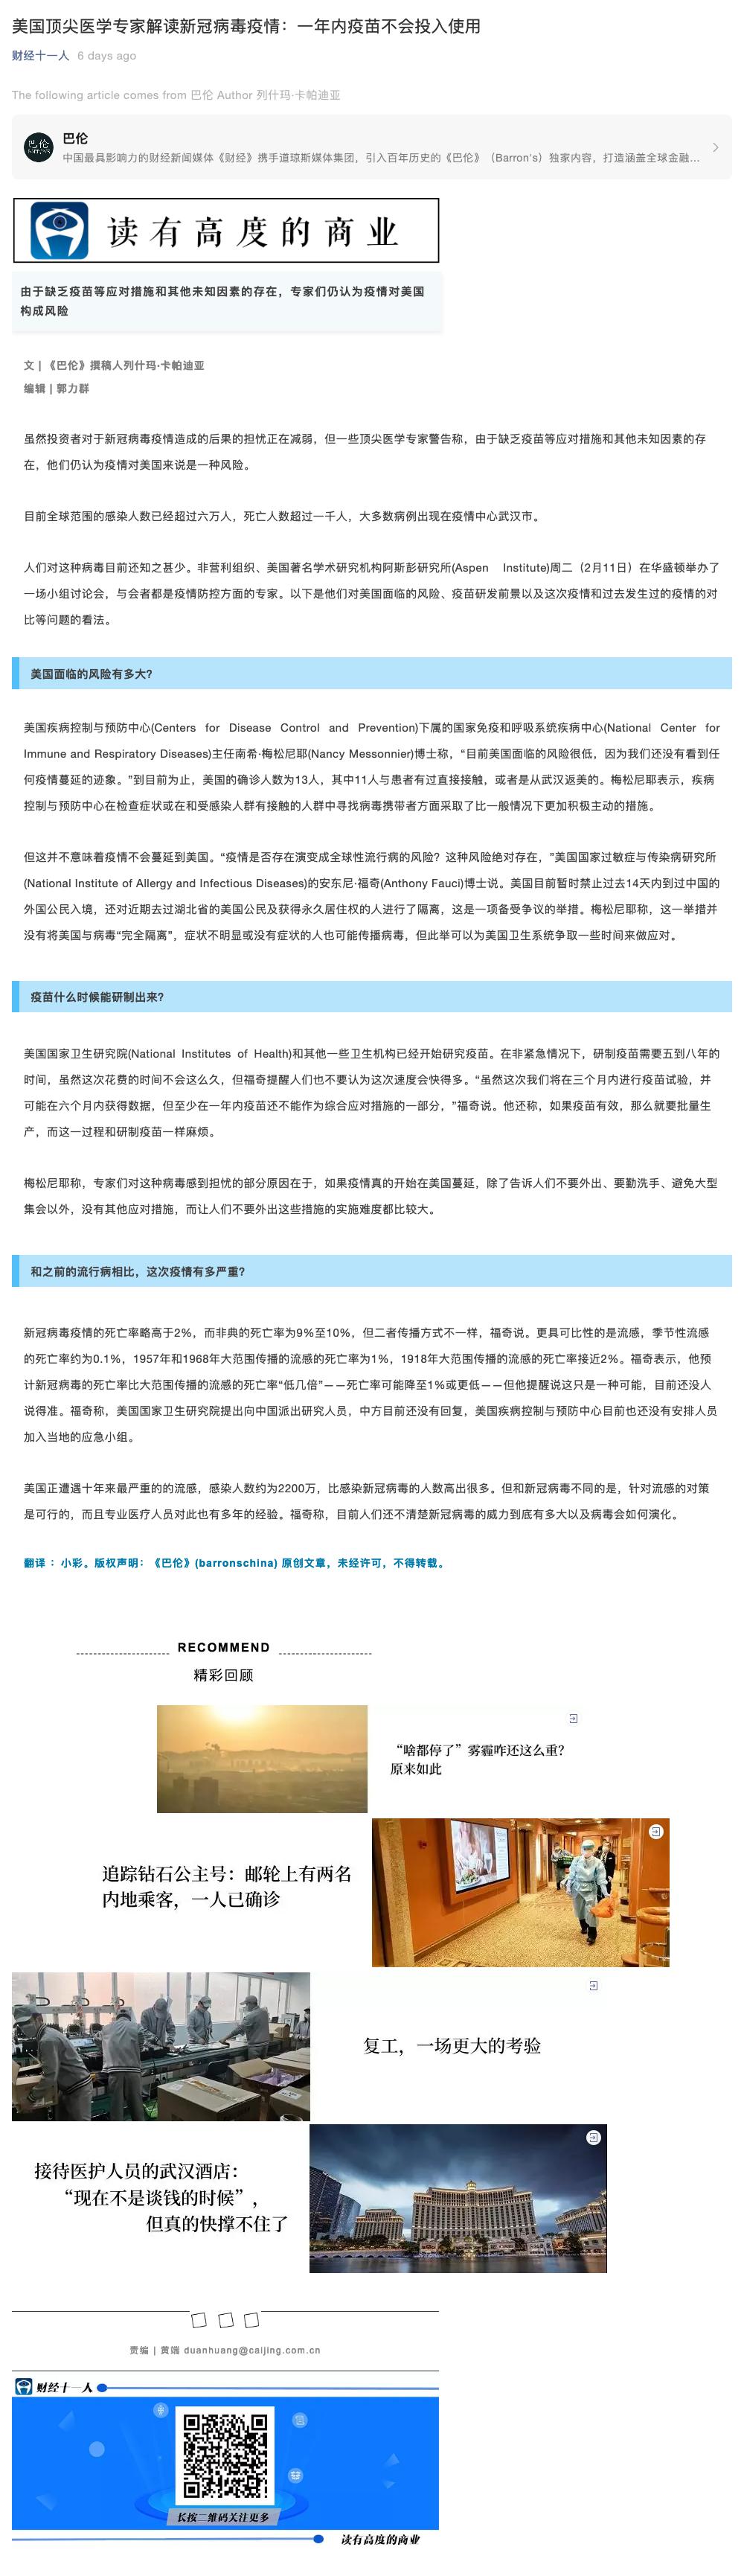 美国顶尖医学专家解读新冠病毒疫情：一年内疫苗不会投入使用
财经十一人 6 days ago
The following article comes from 巴伦 Author 列什玛·卡帕迪亚
巴伦
中国最具影响力的财经新闻媒体《财经》携手道琼斯媒体集团，引入百年历史的《巴伦》（Barron's）独家内容，打造涵盖全球金融...
读有高度的商业
由于缺乏疫苗等应对措施和其他未知因素的存在，专家们仍认为疫情对美国
构成风险
文 | 《巴伦》撰稿人列什玛·卡帕迪亚
编辑 | 郭力群
虽然投资者对于新冠病毒疫情造成的后果的担忧正在减弱，但一些顶尖医学专家警告称，由于缺乏疫苗等应对措施和其他未知因素的存
在，他们仍认为疫情对美国来说是一种风险。
目前全球范围的感染人数已经超过六万人，死亡人数超过一千人，大多数病例出现在疫情中心武汉市。
人们对这种病毒目前还知之甚少。非营利组织、美国著名学术研究机构阿斯彭研究所(Aspen Institute)周二（2月11日）在华盛顿举办了
一场小组讨论会，与会者都是疫情防控方面的专家。以下是他们对美国面临的风险、疫苗研发前景以及这次疫情和过去发生过的疫情的对
比等问题的看法。
美国面临的风险有多大？
美国疾病控制与预防中心(Centers for Disease Control and Prevention)下属的国家免疫和呼吸系统疾病中心(National Center for
Immune and Respiratory Diseases)主任南希·梅松尼耶(Nancy Messonnier)博士称，“目前美国面临的风险很低，因为我们还没有看到任
何疫情蔓延的迹象。”到目前为止，美国的确诊人数为13人，其中11人与患者有过直接接触，或者是从武汉返美的。梅松尼耶表示，疾病
控制与预防中心在检查症状或在和受感染人群有接触的人群中寻找病毒携带者方面采取了比一般情况下更加积极主动的措施。
但这并不意味着疫情不会蔓延到美国。“疫情是否存在演变成全球性流行病的风险？这种风险绝对存在，”美国国家过敏症与传染病研究所
(National Institute of Allergy and Infectious Diseases)的安东尼·福奇(Anthony Fauci)博士说。美国目前暂时禁止过去14天内到过中国的
外国公民入境，还对近期去过湖北省的美国公民及获得永久居住权的人进行了隔离，这是一项备受争议的举措。梅松尼耶称，这一举措并
没有将美国与病毒“完全隔离”，症状不明显或没有症状的人也可能传播病毒，但此举可以为美国卫生系统争取一些时间来做应对。
疫苗什么时候能研制出来？
美国国家卫生研究院(National Institutes of Health)和其他一些卫生机构已经开始研究疫苗。在非紧急情况下，研制疫苗需要五到八年的
时间，虽然这次花费的时间不会这么久，但福奇提醒人们也不要认为这次速度会快得多。“虽然这次我们将在三个月内进行疫苗试验，并
可能在六个月内获得数据，但至少在一年内疫苗还不能作为综合应对措施的一部分，”福奇说。他还称，如果疫苗有效，那么就要批量生
产，而这一过程和研制疫苗一样麻烦。
梅松尼耶称，专家们对这种病毒感到担忧的部分原因在于，如果疫情真的开始在美国蔓延，除了告诉人们不要外出、要勤洗手、避免大型
集会以外，没有其他应对措施，而让人们不要外出这些措施的实施难度都比较大。
和之前的流行病相比，这次疫情有多严重？
新冠病毒疫情的死亡率略高于2%，而非典的死亡率为9%至10%，但二者传播方式不一样，福奇说。更具可比性的是流感，季节性流感
的死亡率约为0.1%，1957年和1968年大范围传播的流感的死亡率为1%，1918年大范围传播的流感的死亡率接近2%。福奇表示，他预
计新冠病毒的死亡率比大范围传播的流感的死亡率“低几倍”——死亡率可能降至1%或更低——但他提醒说这只是一种可能，目前还没人
说得准。福奇称，美国国家卫生研究院提出向中国派出研究人员，中方目前还没有回复，美国疾病控制与预防中心目前也还没有安排人员
加入当地的应急小组。
美国正遭遇十年来最严重的的流感，感染人数约为2200万，比感染新冠病毒的人数高出很多。但和新冠病毒不同的是，针对流感的对策
是可行的，而且专业医疗人员对此也有多年的经验。福奇称，目前人们还不清楚新冠病毒的威力到底有多大以及病毒会如何演化。
翻译 ：小彩。版权声明：《巴伦》(barronschina) 原创文章，未经许可，不得转载。
RECOMMEND
精彩回顾
“啥都停了”雾霾咋还这么重？
原来如此
追踪钻石公主号：邮轮上有两名
内地乘客，一人已确诊
复工，一场更大的考验
接待医护人员的武汉酒店：
“现在不是谈钱的时候”，
但真的快撑不住了
责编 | 黄端 duanhuang@caijing.com.cn
财经十一人
长按二维码关注更多
读有高度的商业